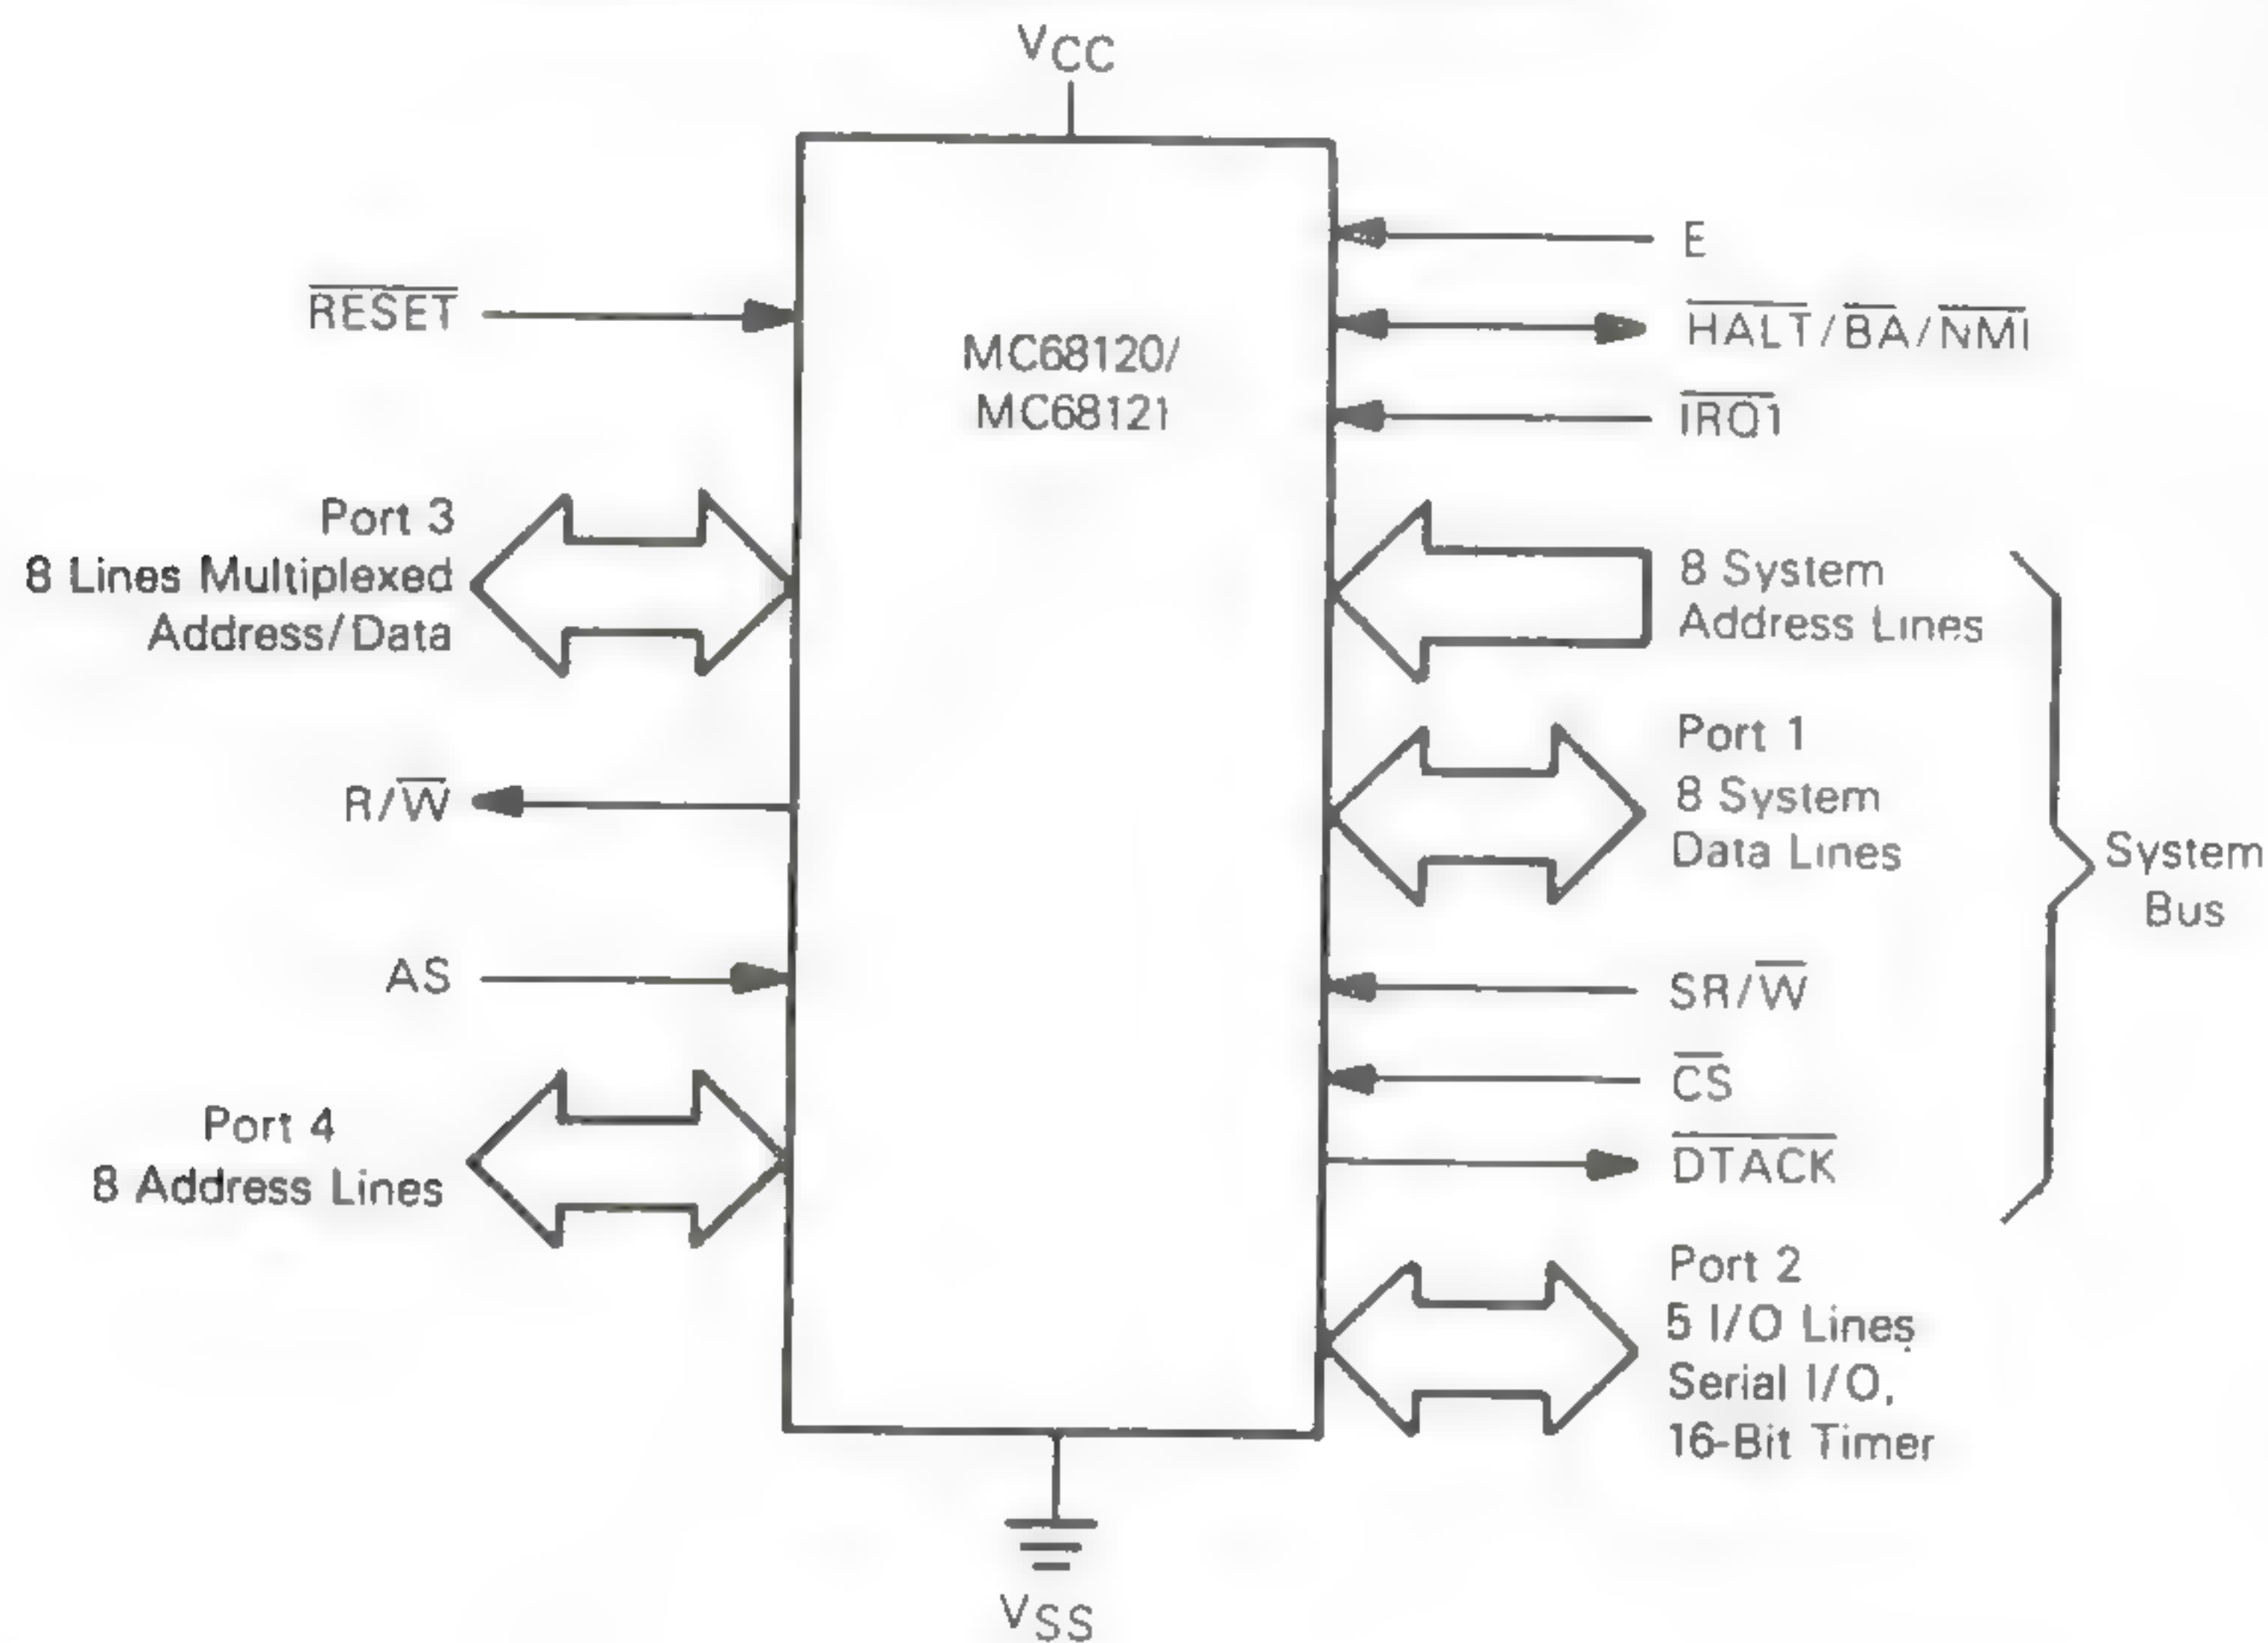 VCC
MC68120/
MC68121
RESET
Port 3
8 Lines Multiplexed
Address/Data
R/W
AS
Port 4
8 Address Lines
E
HALT/BA/NMI
IRQ1
8 System
Address Lines
Port 1
8 System
Data Lines
SR/W
CS
DTACK
System
Bus
Port 2
5 I/O Lines
Serial I/O,
16-Bit Timer
VSS